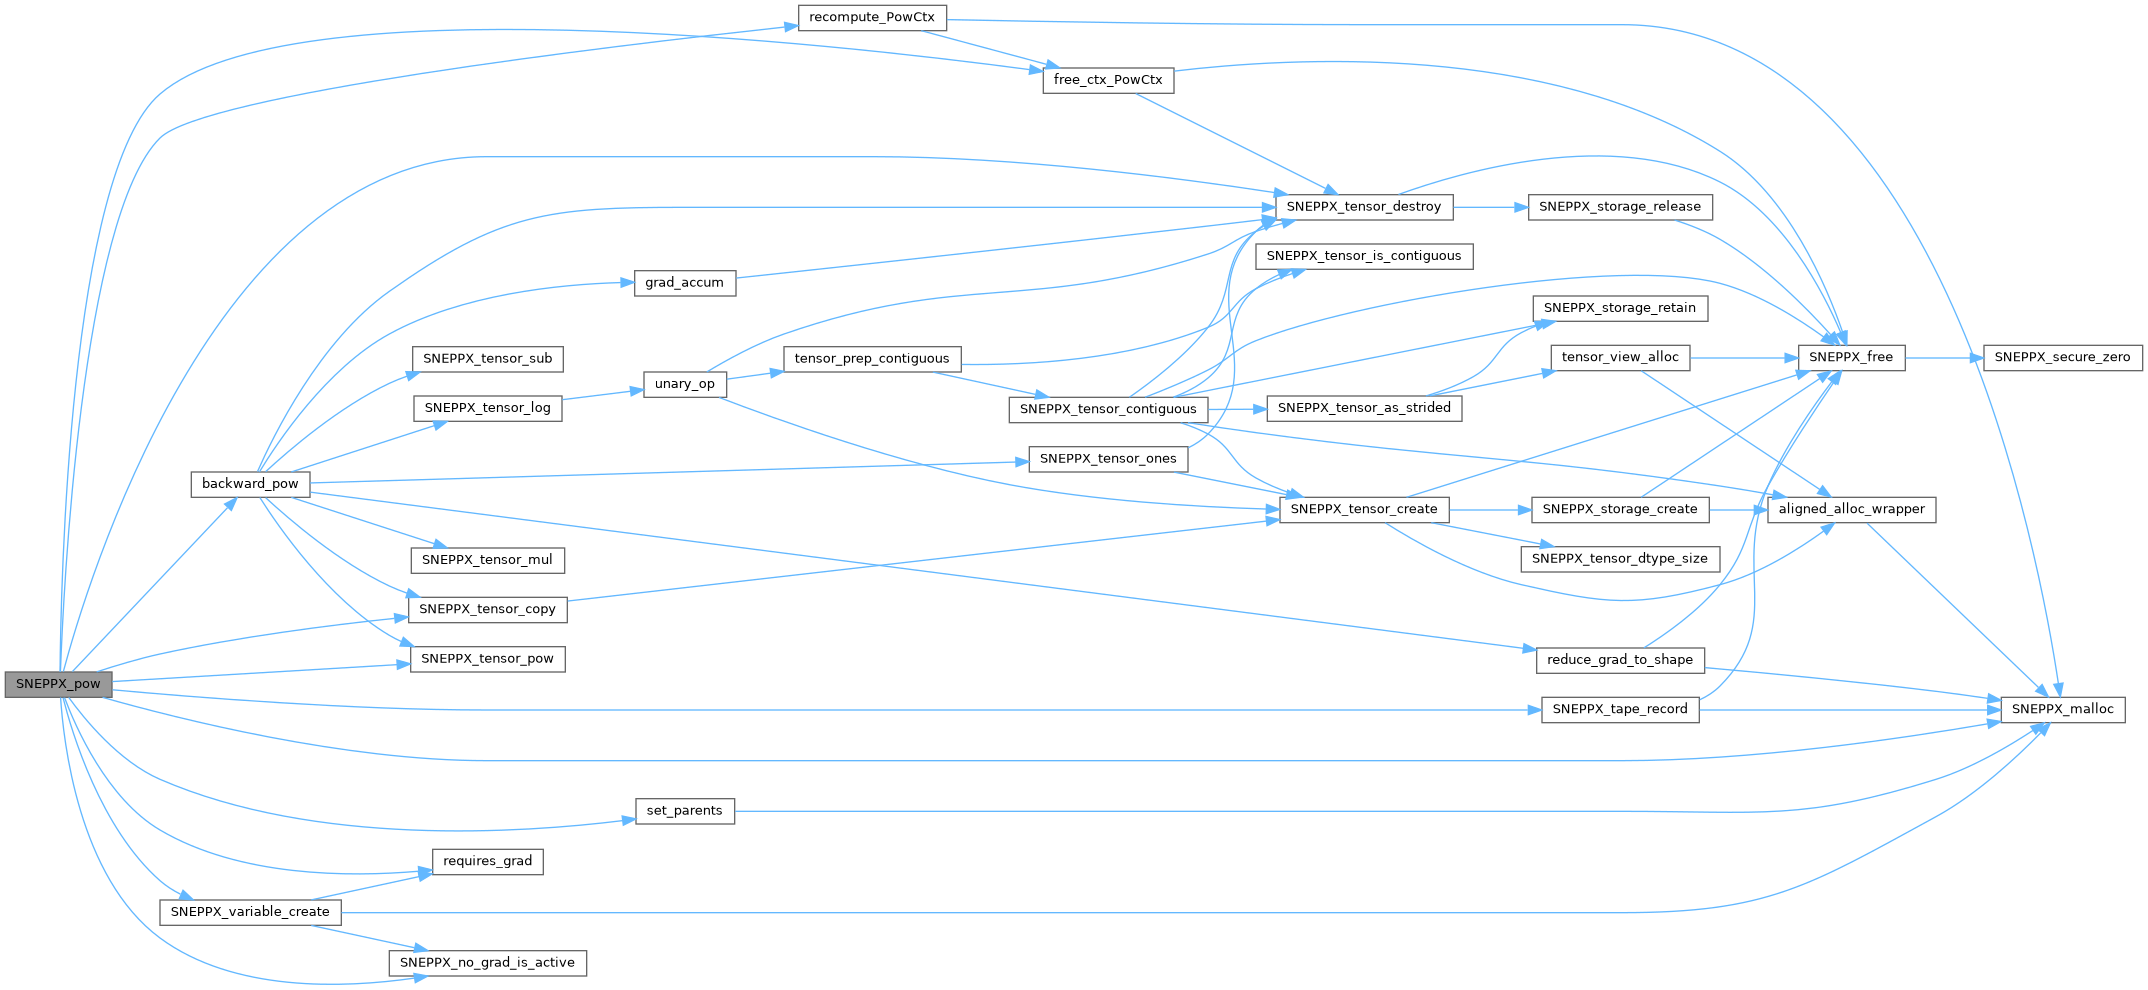 recompute_PowCtx
free_ctx_PowCtx
SNEPPX_tensor_destroy
SNEPPX_storage_release
SNEPPX_tensor_is_contiguous
grad_accum
SNEPPX_storage_retain
SNEPPX_tensor_sub
tensor_prep_contiguous
tensor_view_alloc
SNEPPX_free
SNEPPX_secure_zero
unary_op
SNEPPX_tensor_log
SNEPPX_tensor_contiguous
SNEPPX_tensor_as_strided
SNEPPX_tensor_ones
backward_pow
SNEPPX_tensor_create
SNEPPX_storage_create
aligned_alloc_wrapper
SNEPPX_tensor_mul
SNEPPX_tensor_dtype_size
SNEPPX_tensor_copy
SNEPPX_tensor_pow
reduce_grad_to_shape
SNEPPX_pow
SNEPPX_tape_record
SNEPPX_malloc
set_parents
requires_grad
SNEPPX_variable_create
SNEPPX_no_grad_is_active